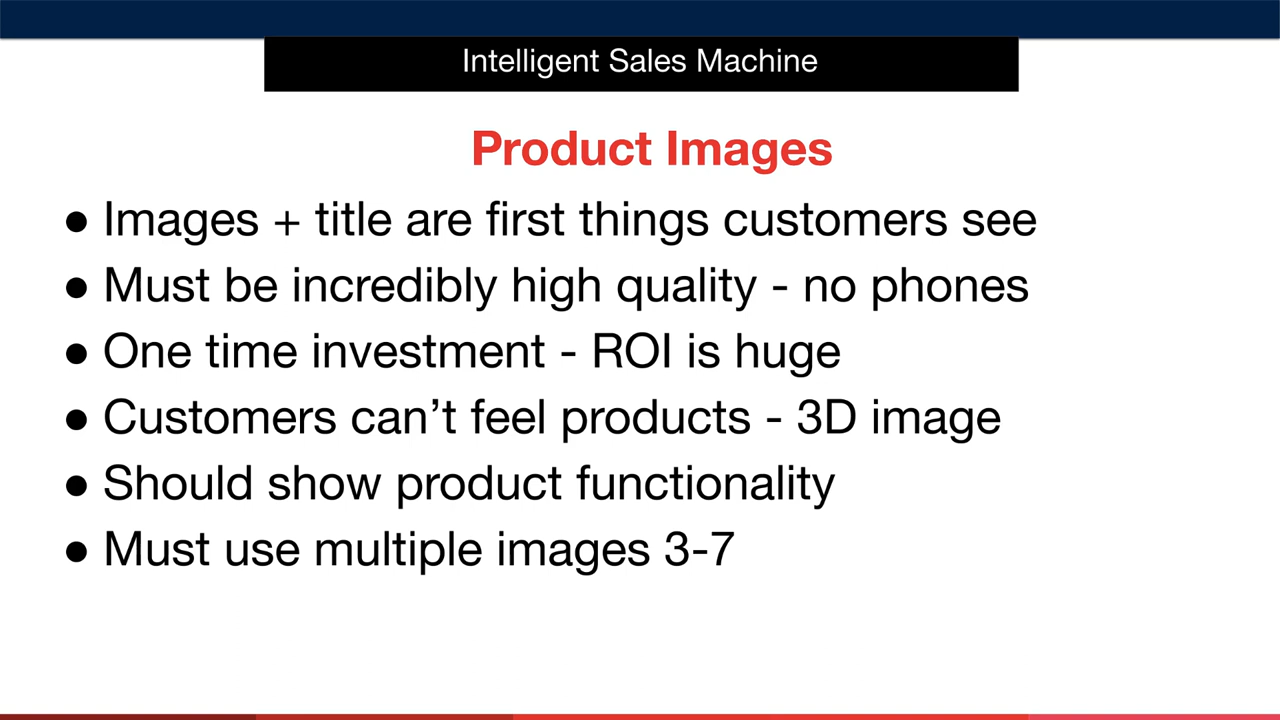 Intelligent Sales Machine
Product Images
● Images + title are first things customers see
● Must be incredibly high quality - no phones
● One time investment - ROI is huge
● Customers can’t feel products - 3D image
● Should show product functionality
● Must use multiple images 3-7